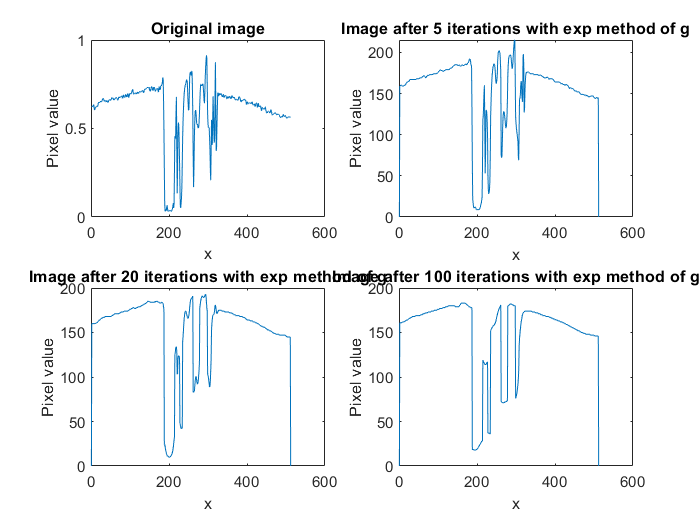 Original image
1
0.5
0
Pixel value
0 200 400 600
x
Image after 5 iterations with exp method of g
200
150
100
50
0
Pixel value
0 200 400 600
x
Image after 20 iterations with exp method of g
200
150
100
50
0
Pixel value
0 200 400 600
x
Image after 100 iterations with exp method of g
200
150
100
50
0
Pixel value
0 200 400 600
x